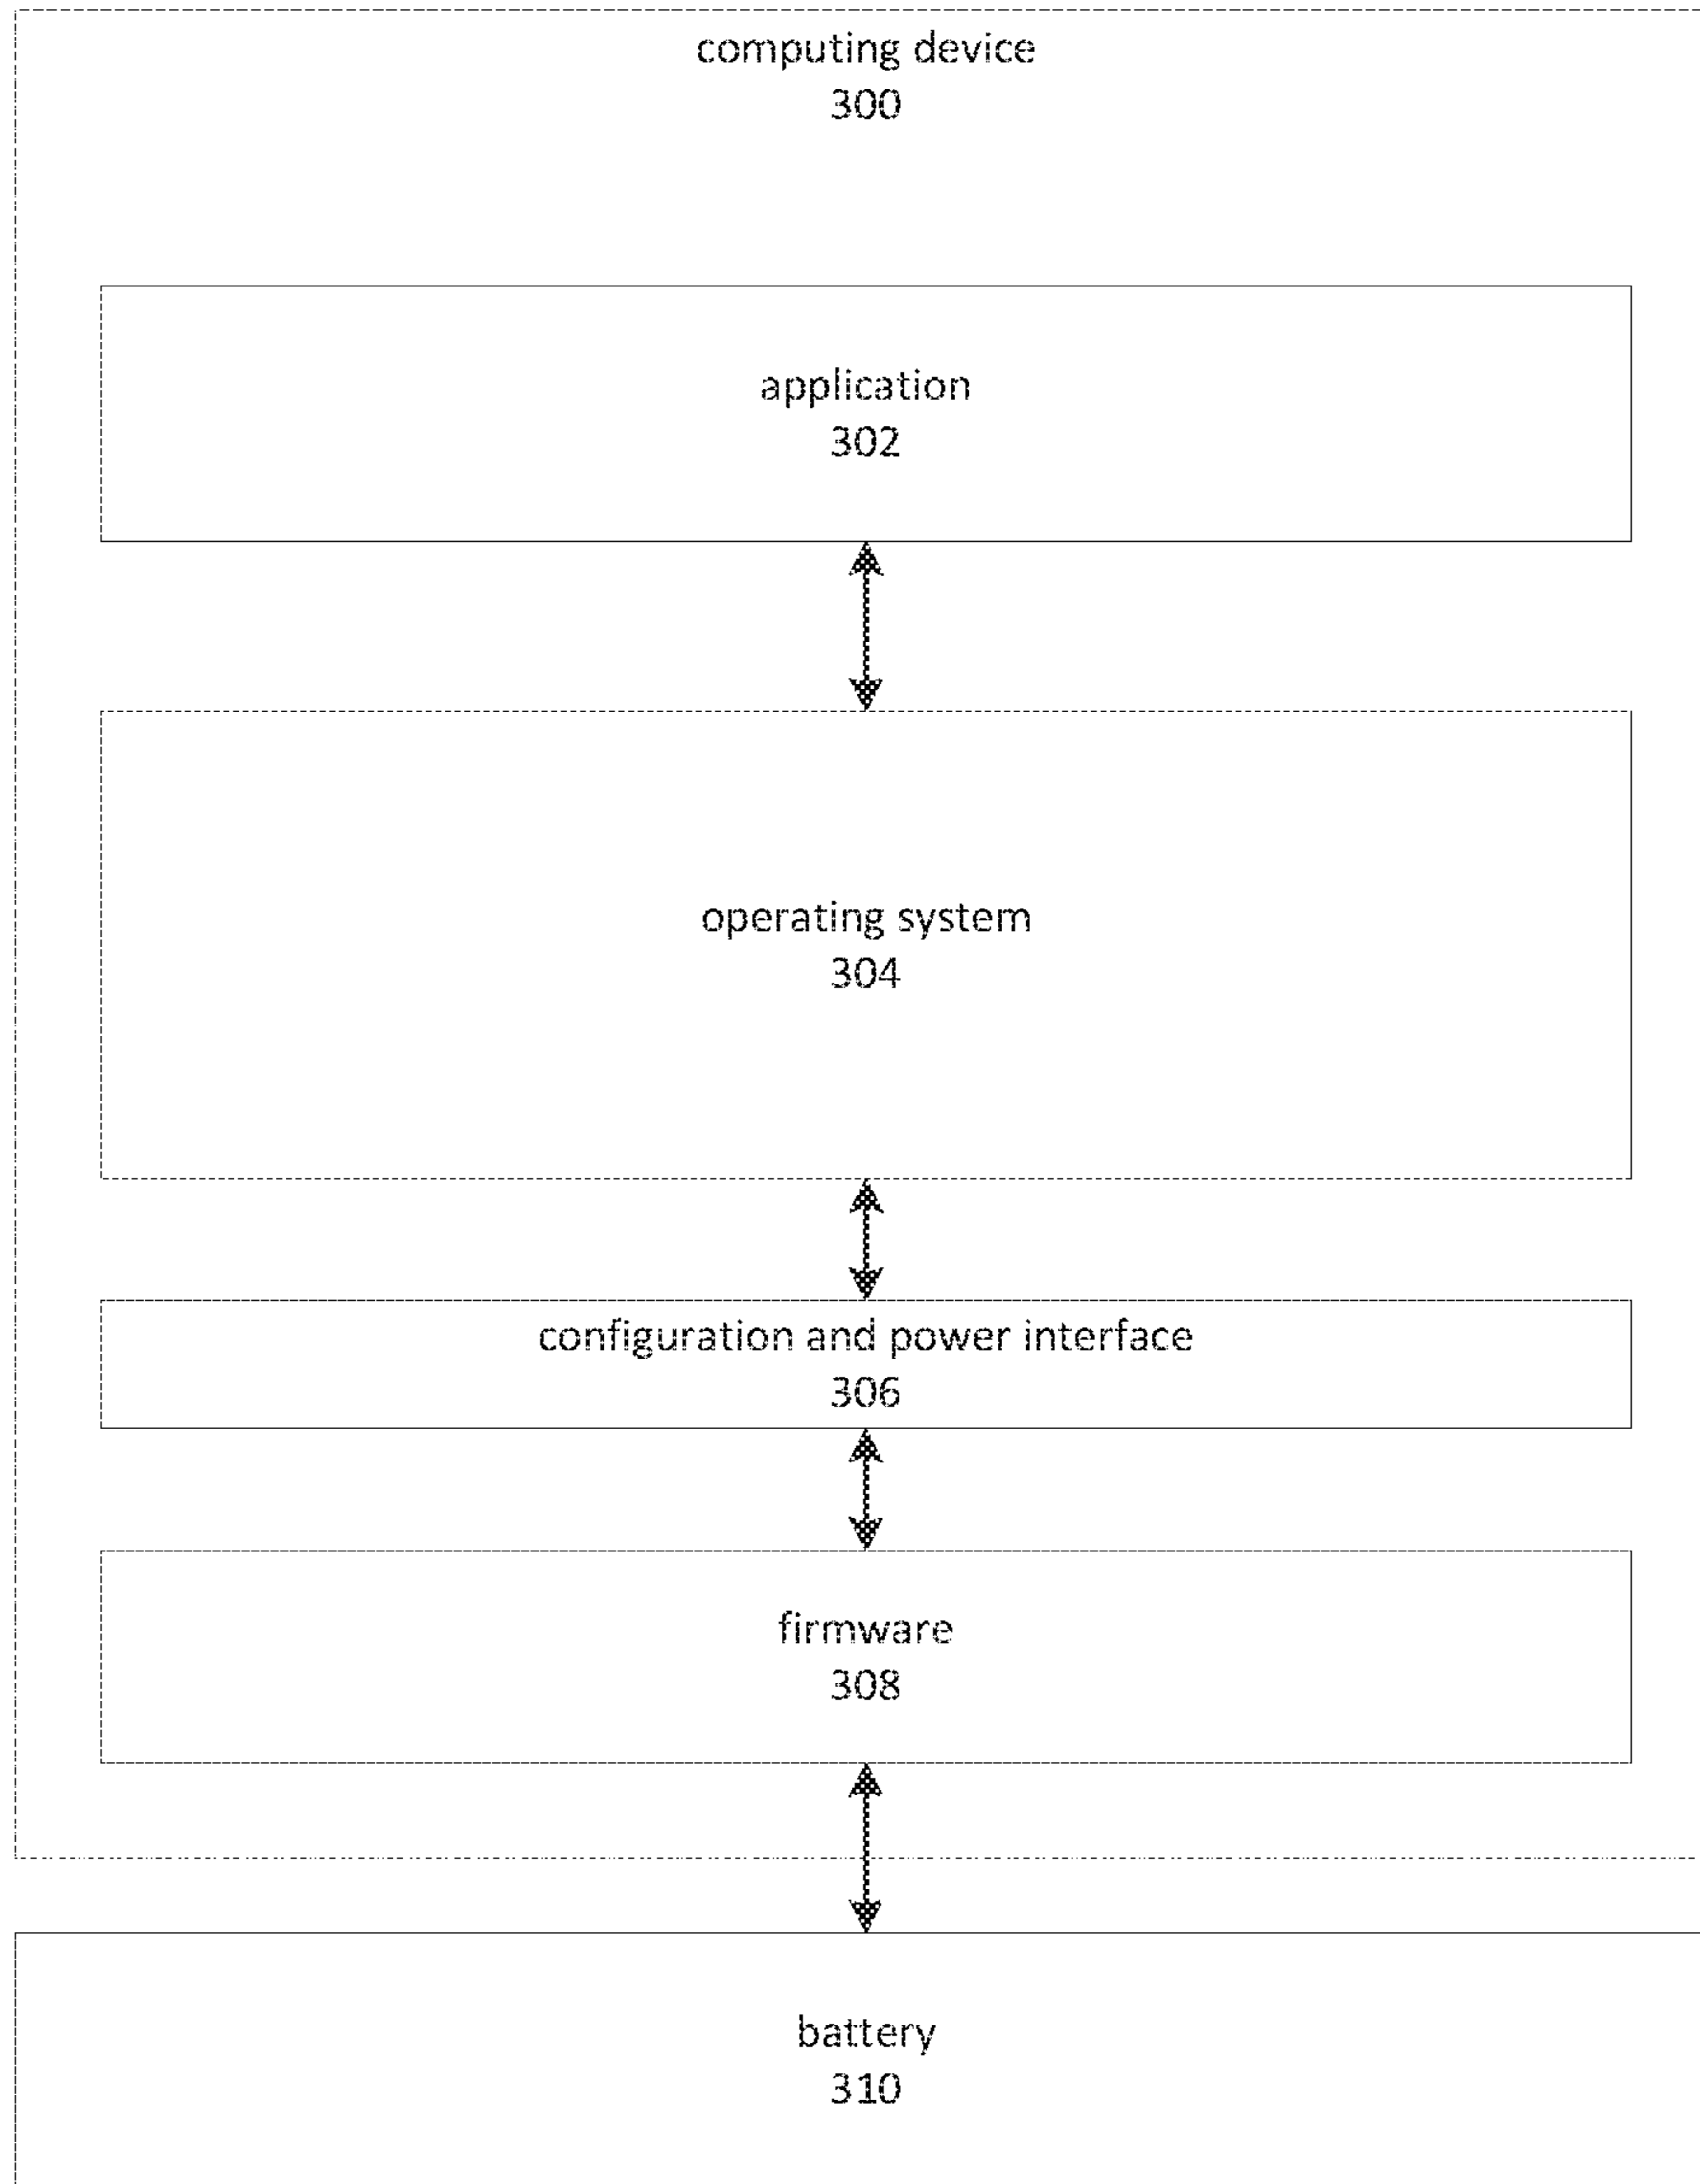 computing device
300
application
302
operating system
304
configuration and power interface
306
firmware
308
battery
310